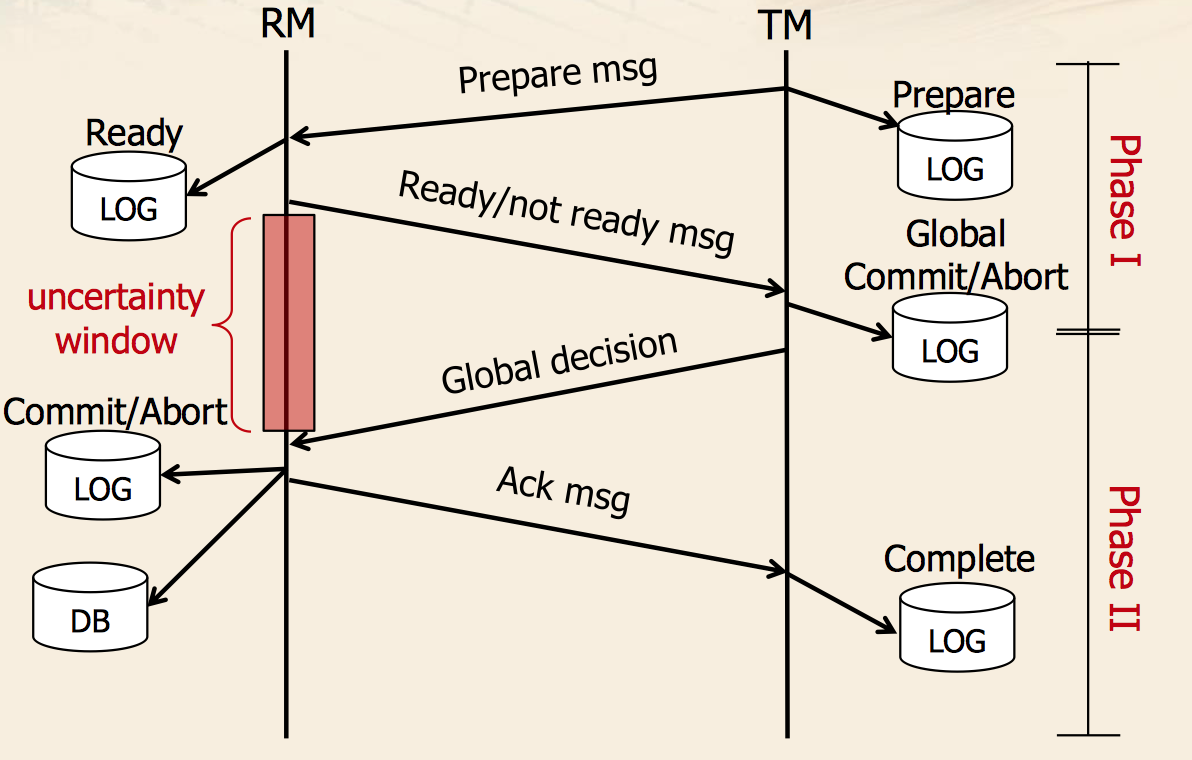 RM
TM
Prepare msg
Prepare
LOG
Ready
LOG
Phase I
Ready/not ready msg
Global
Commit/Abort
LOG
uncertainty
window
Global decision
Commit/Abort
LOG
Ack msg
Phase II
Complete
LOG
DB